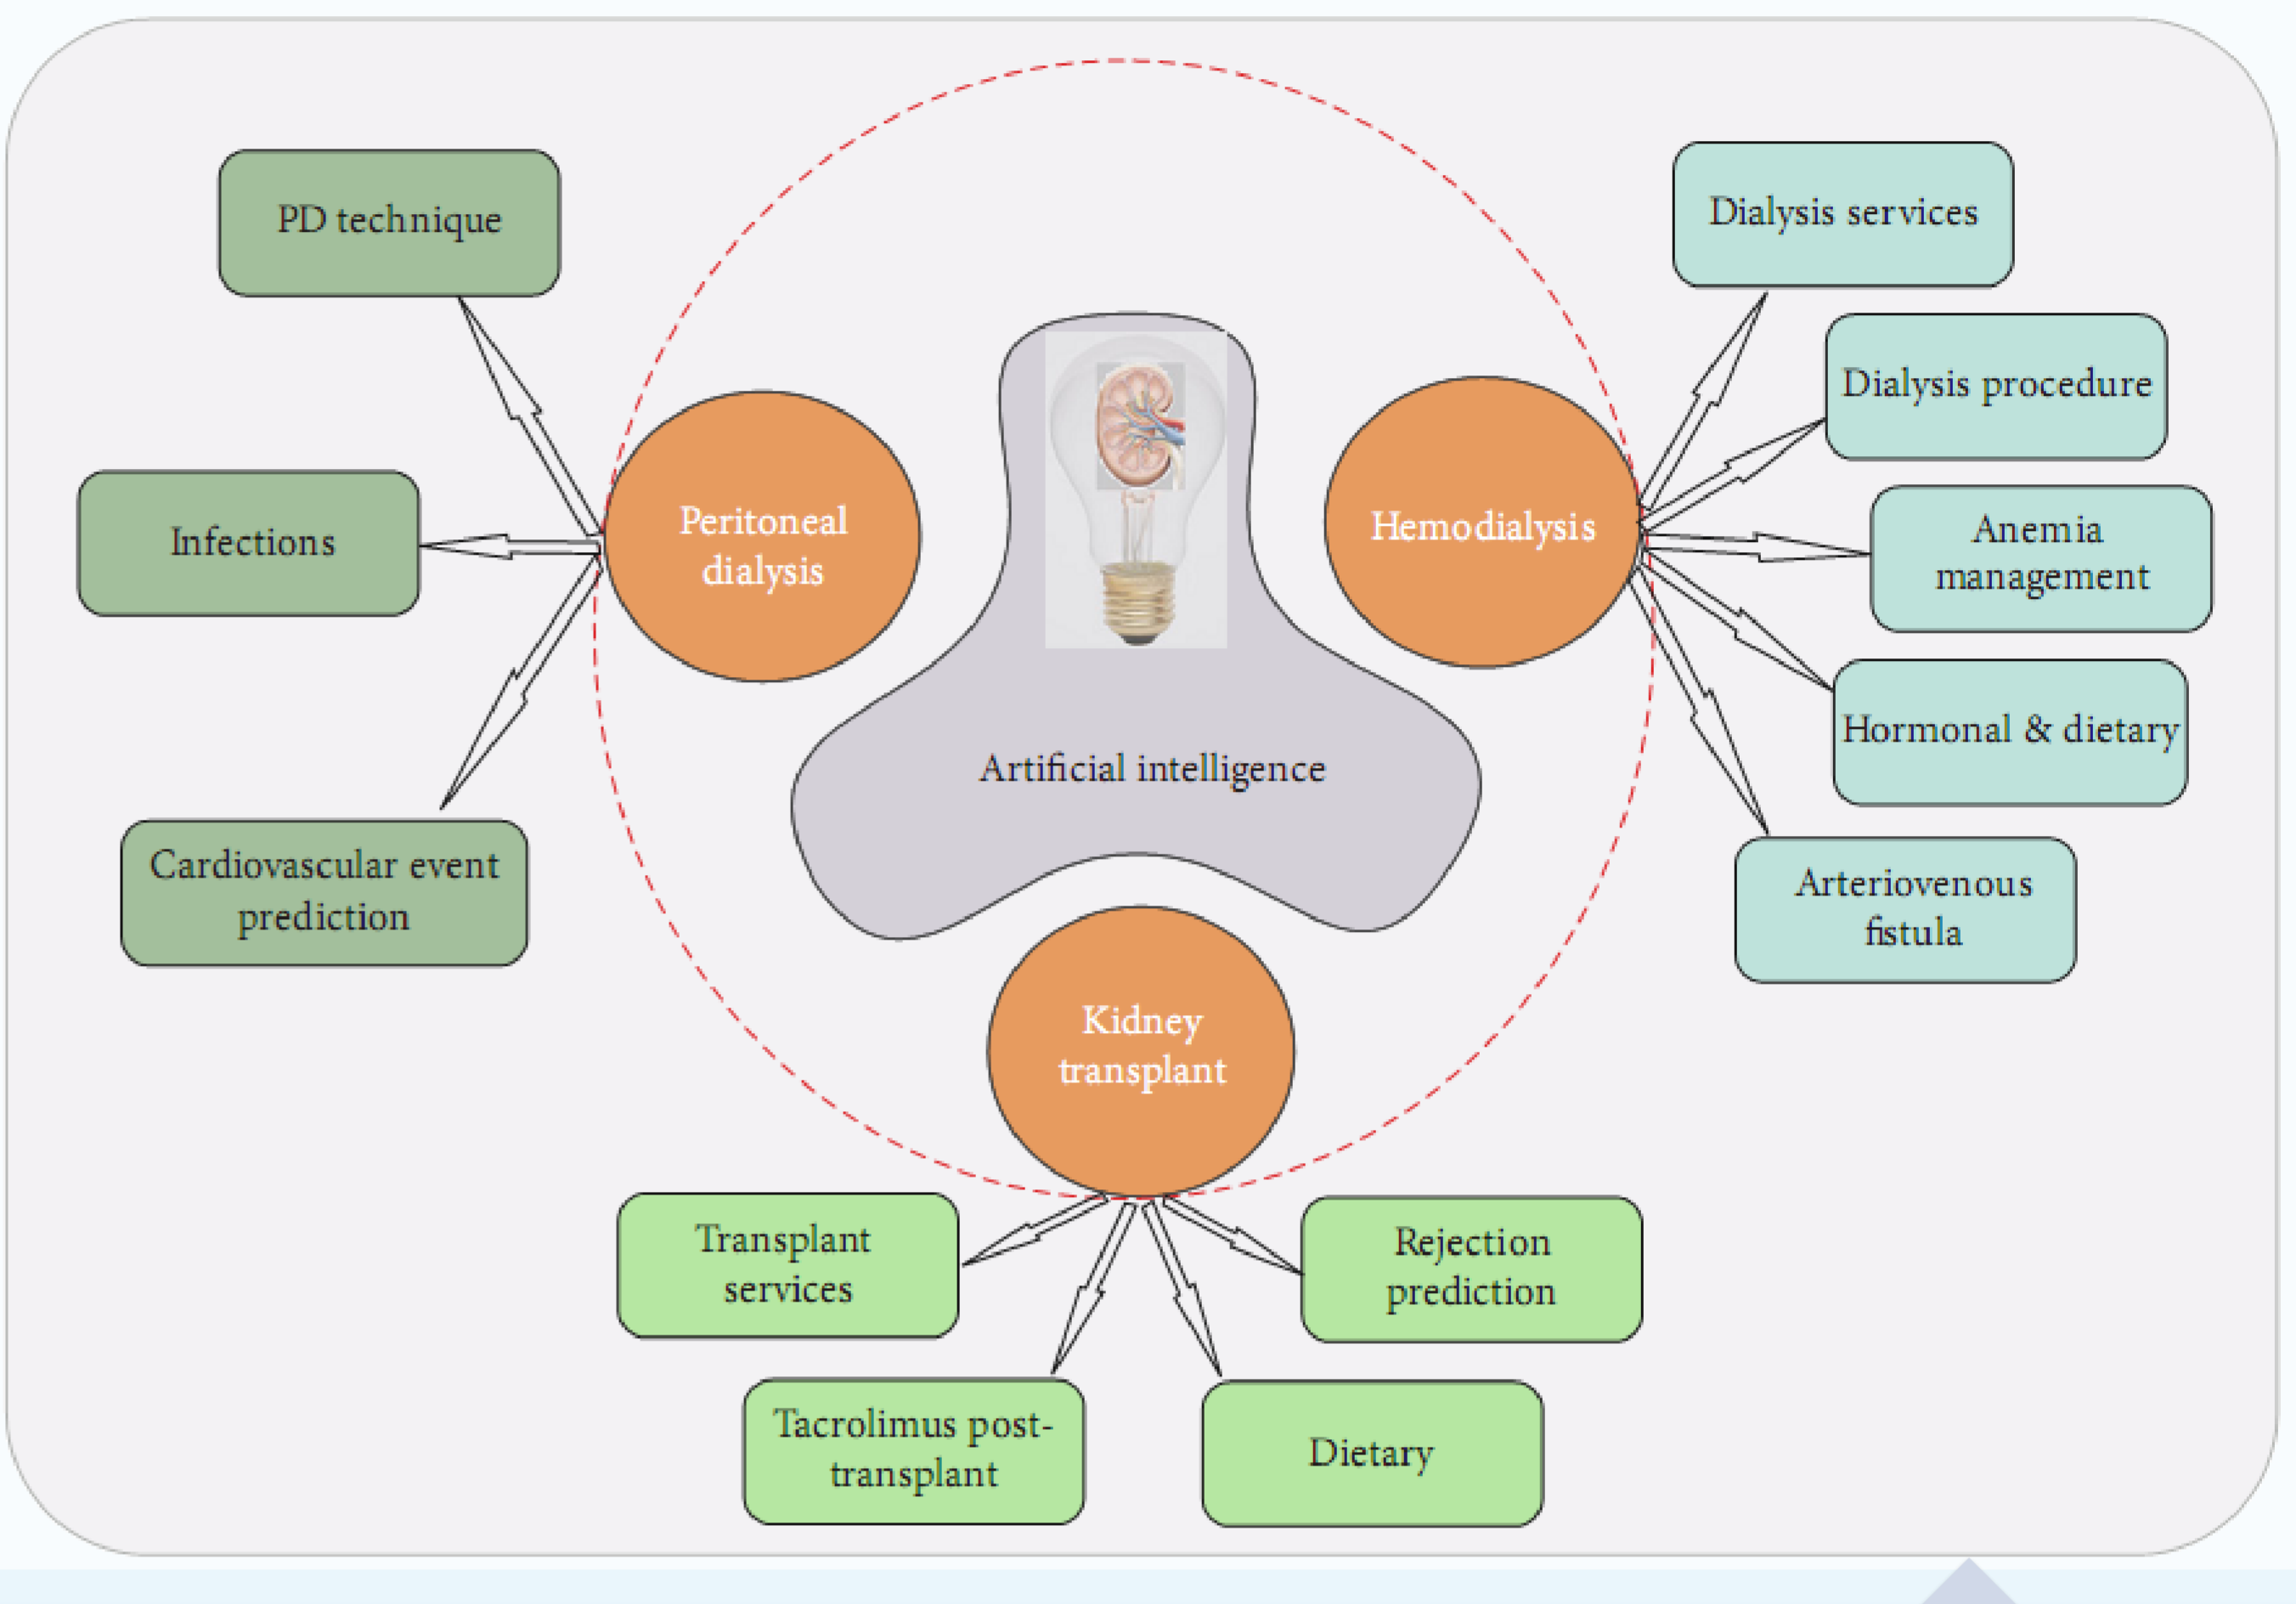 PD technique
Infections
Cardiovascular event
prediction
Peritoneal
dialysis
Artificial intelligence
Hemodialysis
Dialysis services
Dialysis procedure
Anemia
management
Hormonal & dietary
Arteriovenous
fistula
Kidney
transplant
Transplant
services
Tacrolimus post-
transplant
Dietary
Rejection
prediction